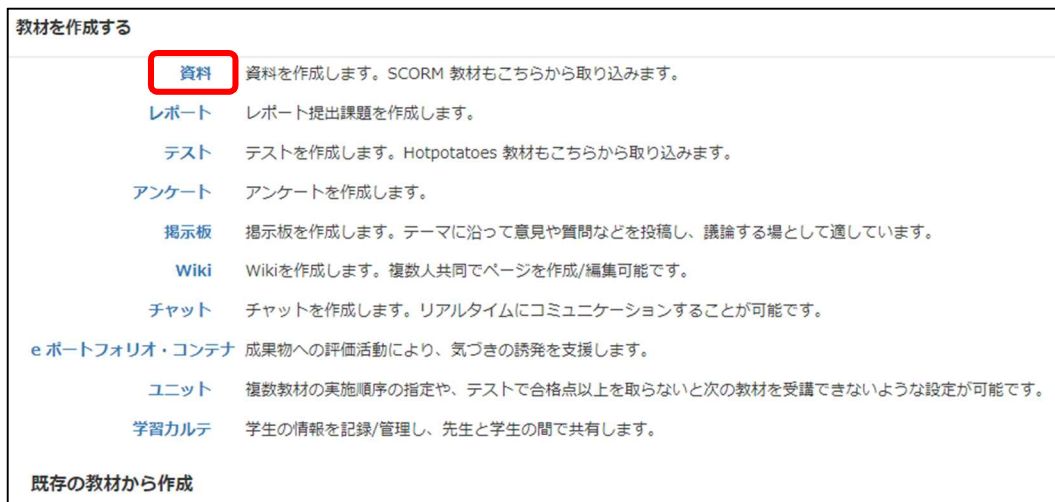 教材を作成する
資料 資料を作成します。SCORM 教材もこちらから取り込みます。
レポート レポート提出課題を作成します。
テスト テストを作成します。Hotpotatoes 教材もこちらから取り込みます。
アンケート アンケートを作成します。
掲示板 掲示板を作成します。テーマに沿って意見や質問などを投稿し、議論する場として適しています。
Wiki Wikiを作成します。複数人共同でページを作成/編集可能です。
チャット チャットを作成します。リアルタイムにコミュニケーションすることが可能です。
e ポートフォリオ・コンテナ 成果物への評価活動により、気づきの誘発を支援します。
ユニット 複数教材の実施順序の指定や、テストで合格点以上を取らないと次の教材を受講できないような設定が可能です。
学習カルテ 学生の情報を記録/管理し、先生と学生の間で共有します。
既存の教材から作成